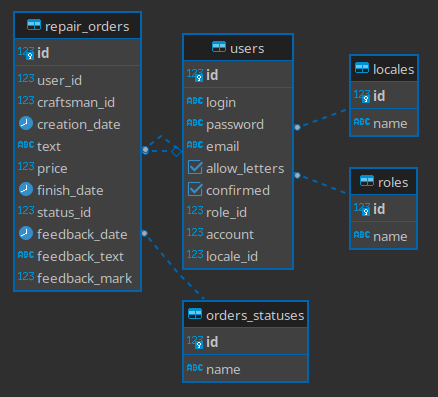 repair_orders
123 id
123 user_id
123 craftsman_id
creation_date
ABC text
123 price
finish_date
123 status_id
feedback_date
ABC feedback_text
123 feedback_mark
users
123 id
ABC login
ABC password
ABC email
allow_letters
confirmed
123 role_id
123 account
123 locale_id
locales
123 id
ABC name
roles
123 id
ABC name
orders_statuses
123 id
ABC name